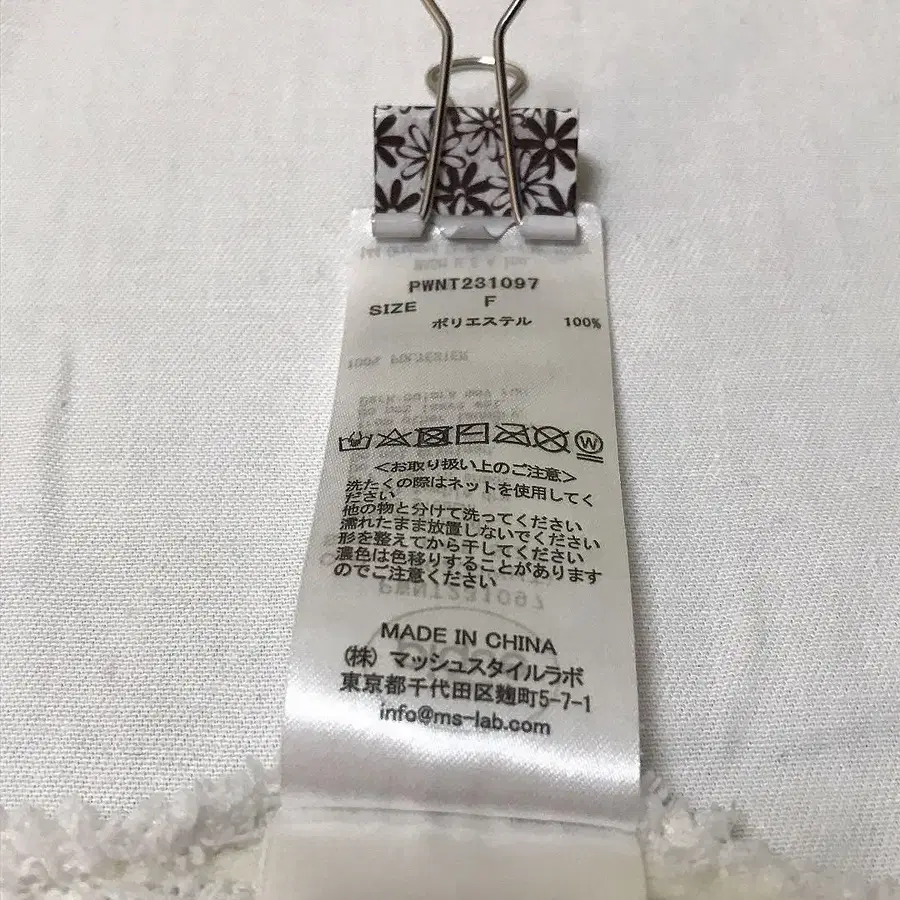 PWNT231097
SIZE F
ポリエステル 100%
100% POLYESTER
W
<お取り扱い上のご注意>
洗たくの際はネットを使用してく
ださい
他の物と分けて洗ってください
濡れたまま放置しないでください
形を整えてから干してください
濃色は色移りすることがあります
のでご注意ください
PWNT231097
MADE IN CHINA
(株) マッシュスタイルラボ
東京都千代田区麹町5-7-1
info@ms-lab.com